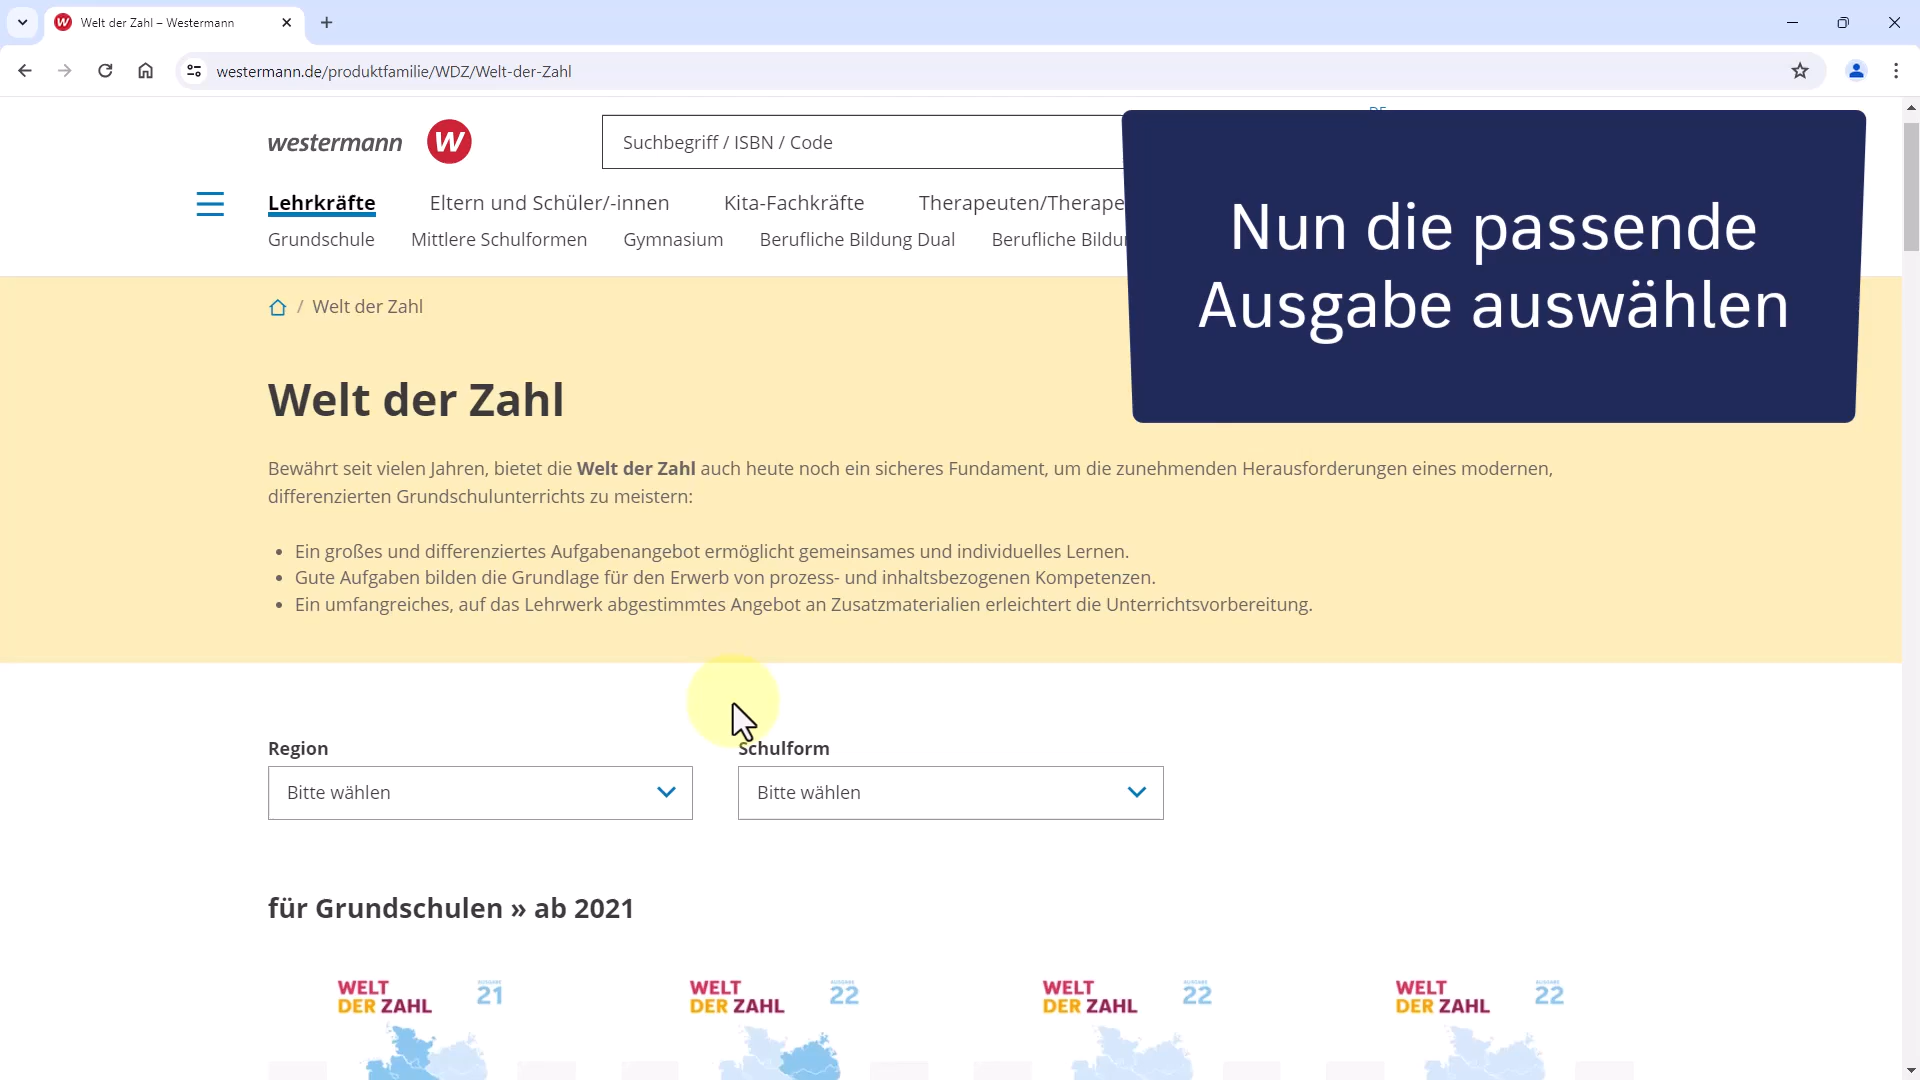 Welt der Zahl – Westermann
westermann.de/produktfamilie/WDZ/Welt-der-Zahl
westermann W
Suchbegriff / ISBN / Code
Nun die passende
Ausgabe auswählen
Lehrkräfte Eltern und Schüler/-innen Kita-Fachkräfte
Grundschule Mittlere Schulformen Gymnasium Berufliche Bildung Dual Berufliche
/ Welt der Zahl
Welt der Zahl
Bewährt seit vielen Jahren, bietet die Welt der Zahl auch heute noch ein sicheres Fundament, um die zunehmenden Herausforderungen eines modernen,
differenzierten Grundschulunterrichts zu meistern:
• Ein großes und differenziertes Aufgabenangebot ermöglicht gemeinsames und individuelles Lernen.
• Gute Aufgaben bilden die Grundlage für den Erwerb von prozess- und inhaltsbezogenen Kompetenzen.
• Ein umfangreiches, auf das Lehrwerk abgestimmtes Angebot an Zusatzmaterialien erleichtert die Unterrichtsvorbereitung.
Region Schulform
Bitte wählen Bitte wählen
für Grundschulen » ab 2021
WELT
DER ZAHL
AUSGABE
21
WELT
DER ZAHL
AUSGABE
22
WELT
DER ZAHL
AUSGABE
22
WELT
DER ZAHL
AUSGABE
22